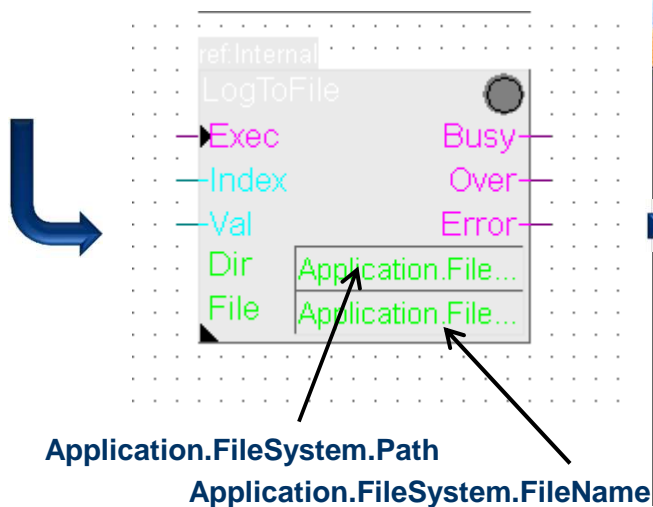 ref:Internal
LogToFile
Exec Busy
Index Over
Val Error
Dir Application.File...
File Application.File...
Application.FileSystem.Path
Application.FileSystem.FileName